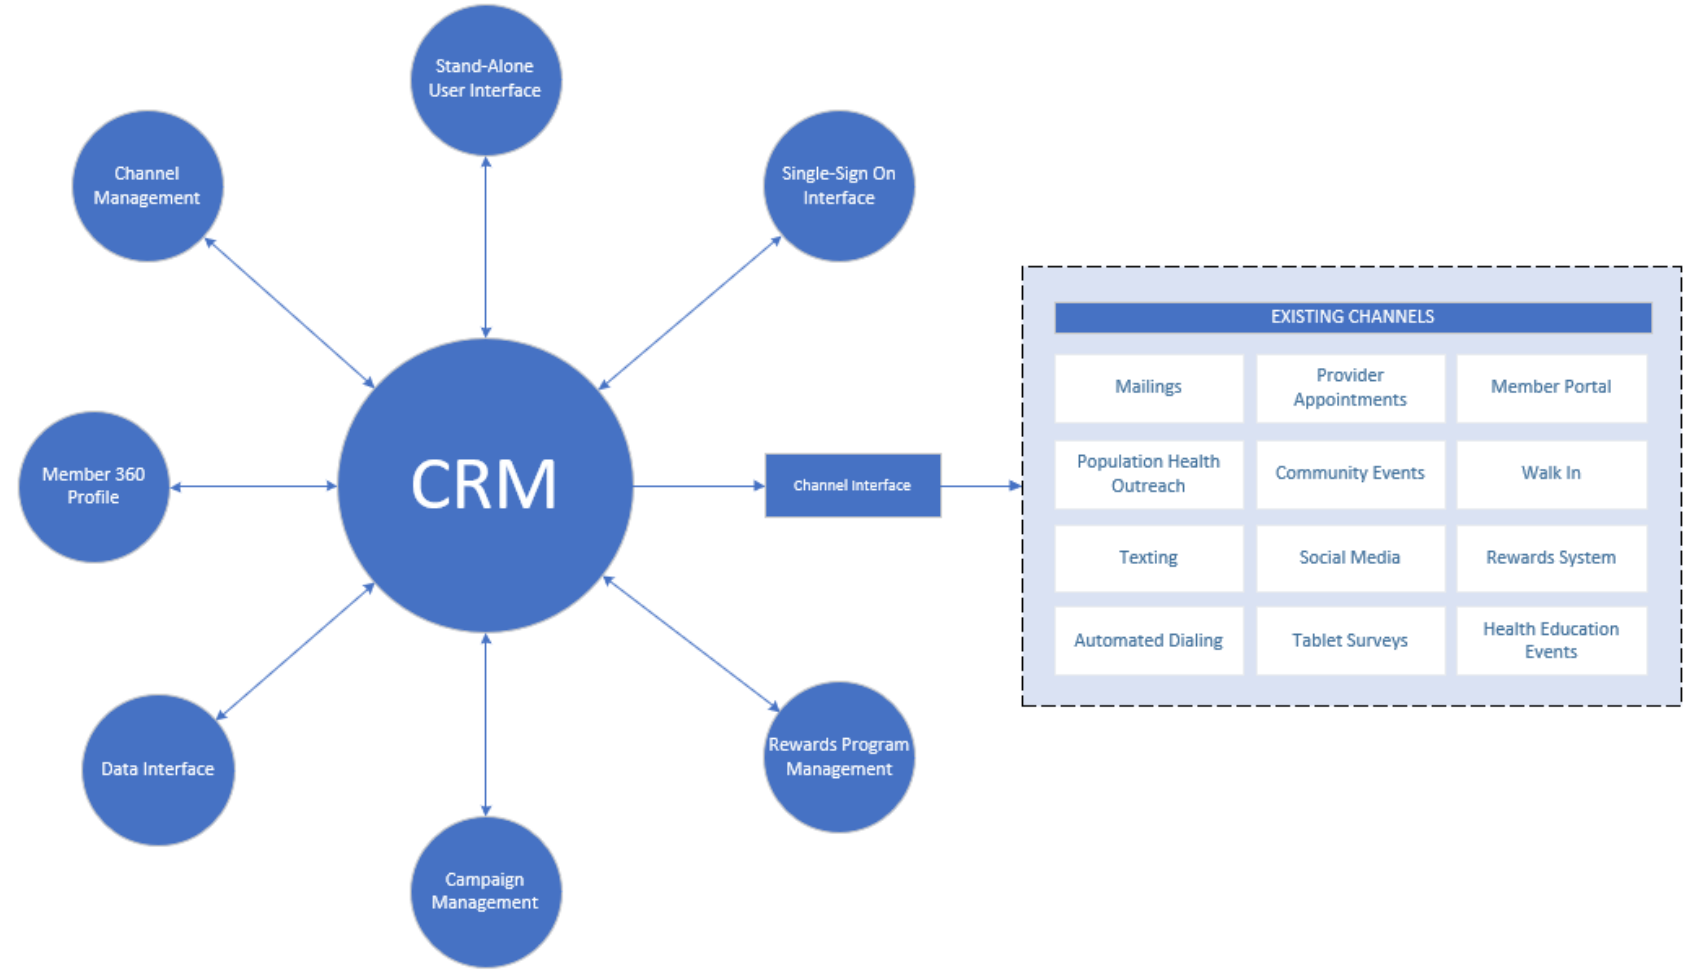 Stand-Alone
User Interface
Channel
Management
Single-Sign On
Interface
Member 360
Profile
CRM
Channel Interface
Data Interface
Campaign
Management
Rewards Program
Management
EXISTING CHANNELS
Mailings
Provider
Appointments
Member Portal
Population Health
Outreach
Community Events
Walk In
Texting
Social Media
Rewards System
Automated Dialing
Tablet Surveys
Health Education
Events